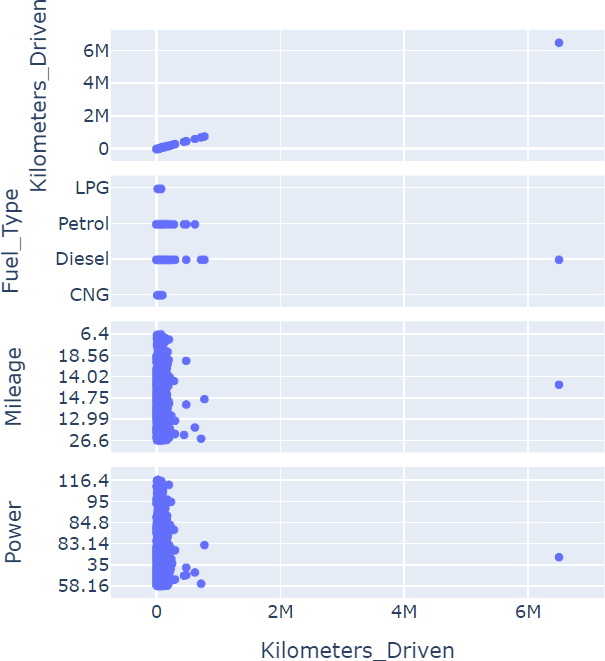 Kilometers_Driven
6M
4M
2M
0
Fuel_Type
LPG
Petrol
Diesel
CNG
Mileage
6.4
18.56
14.02
14.75
12.99
26.6
Power
116.4
95
84.8
83.14
35
58.16
0 2M 4M 6M
Kilometers_Driven